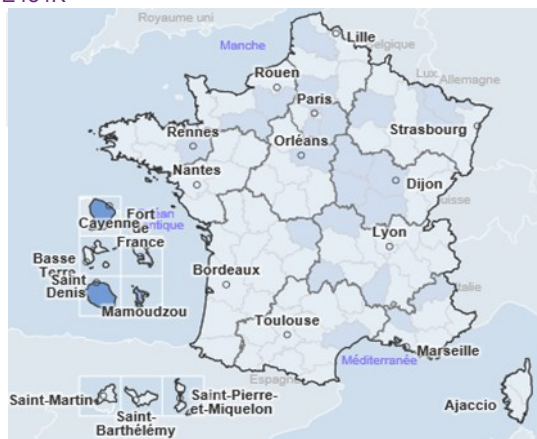 Royaume uni
Lille
Manche
Belgique
Rouen
Lux.
Allemagne
Paris
Strasbourg
Rennes
Orléans
Nantes
Dijon
Suisse
Cayenne
Fort
de
France
Lyon
Basse
Terre
Saint
Denis
Mamoudzou
Bordeaux
Italie
Toulouse
Marseille
Méditerranée
Espagne
Saint-Martin
Saint-
Barthélémy
Saint-Pierre-
et-Miquelon
Ajaccio